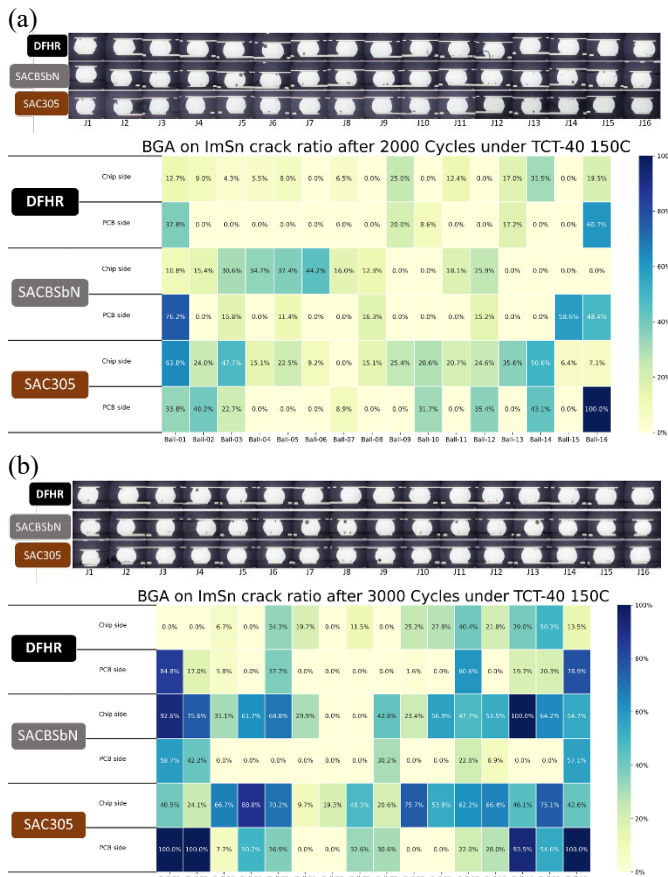 (a)
DFHR
SACBSbN
SAC305
J1 J2 J3 J4 J5 J6 J7 J8 J9 J10 J11 J12 J13 J14 J15 J16
BGA on ImSn crack ratio after 2000 Cycles under TCT-40 150C
100%
DFHR
Chip side 12.7% 9.0% 4.3% 5.5% 8.0% 0.0% 6.5% 0.0% 25.0% 0.0% 12.4% 0.0% 17.0% 31.5% 0.0% 19.5%
80%
PCB side 37.8% 0.0% 0.0% 0.0% 0.0% 0.0% 0.0% 0.0% 20.0% 8.6% 0.0% 0.0% 17.2% 0.0% 0.0% 60.7%
60%
SACBSbN
Chip side 10.8% 15.4% 30.6% 34.7% 37.4% 44.2% 16.0% 12.3% 0.0% 0.0% 18.1% 25.9% 0.0% 0.0% 0.0% 0.0%
40%
PCB side 76.2% 0.0% 15.8% 0.0% 11.4% 0.0% 0.0% 16.3% 0.0% 0.0% 0.0% 15.2% 0.0% 0.0% 58.6% 48.4%
SAC305
Chip side 63.8% 24.0% 47.7% 15.1% 22.5% 9.2% 0.0% 15.1% 25.4% 28.6% 20.7% 24.6% 35.6% 50.6% 6.4% 7.1%
20%
PCB side 33.8% 40.2% 22.7% 0.0% 0.0% 0.0% 8.9% 0.0% 0.0% 31.7% 0.0% 35.4% 0.0% 43.1% 0.0% 100.0%
0%
Ball-01 Ball-02 Ball-03 Ball-04 Ball-05 Ball-06 Ball-07 Ball-08 Ball-09 Ball-10 Ball-11 Ball-12 Ball-13 Ball-14 Ball-15 Ball-16
(b)
DFHR
SACBSbN
SAC305
J1 J2 J3 J4 J5 J6 J7 J8 J9 J10 J11 J12 J13 J14 J15 J16
BGA on ImSn crack ratio after 3000 Cycles under TCT-40 150C
100%
DFHR
Chip side 0.0% 0.0% 6.7% 0.0% 34.3% 19.7% 0.0% 11.5% 0.0% 25.2% 27.8% 40.4% 21.8% 39.0% 50.3% 13.5%
80%
PCB side 84.8% 17.0% 5.8% 0.0% 37.7% 0.0% 0.0% 0.0% 0.0% 1.6% 0.0% 60.6% 0.0% 19.7% 20.3% 78.9%
60%
SACBSbN
Chip side 92.8% 75.6% 31.1% 61.7% 68.8% 29.9% 0.0% 0.0% 42.8% 23.4% 56.9% 47.7% 53.5% 100.0% 64.2% 54.7%
40%
PCB side 58.7% 42.2% 0.0% 0.0% 0.0% 0.0% 0.0% 0.0% 30.2% 0.0% 0.0% 22.0% 8.9% 0.0% 0.0% 57.1%
SAC305
Chip side 40.5% 24.1% 66.7% 88.8% 70.2% 9.7% 19.3% 48.3% 20.6% 75.7% 53.8% 62.2% 66.4% 46.1% 75.1% 42.6%
20%
PCB side 100.0% 100.0% 7.7% 50.2% 36.9% 0.0% 0.0% 32.6% 30.6% 0.0% 0.0% 22.0% 28.0% 93.5% 54.6% 100.0%
0%